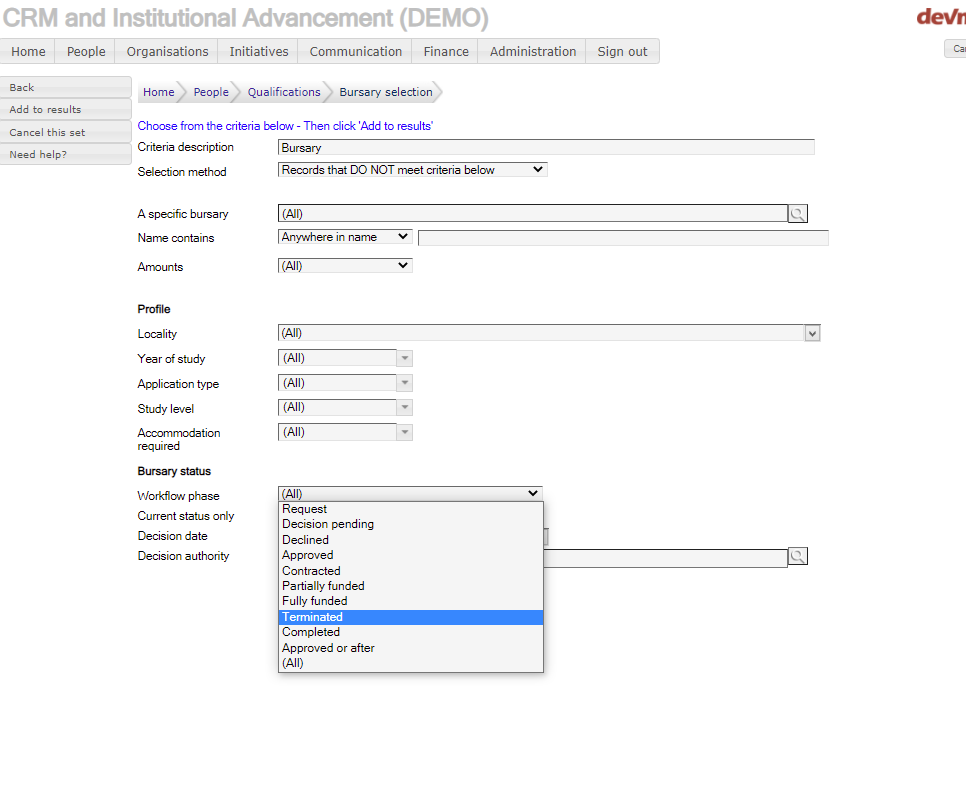 CRM and Institutional Advancement (DEMO)
Home People Organisations Initiatives Communication Finance Administration Sign out
Back
Add to results
Cancel this set
Need help?
Home People Qualifications Bursary selection
Choose from the criteria below - Then click 'Add to results'
Criteria description Bursary
Selection method Records that DO NOT meet criteria below
A specific bursary (All)
Name contains Anywhere in name
Amounts (All)
Profile
Locality (All)
Year of study (All)
Application type (All)
Study level (All)
Accommodation required (All)
Bursary status
Workflow phase (All)
Current status only
Decision date
Decision authority
Request
Decision pending
Declined
Approved
Contracted
Partially funded
Fully funded
Terminated
Completed
Approved or after
(All)